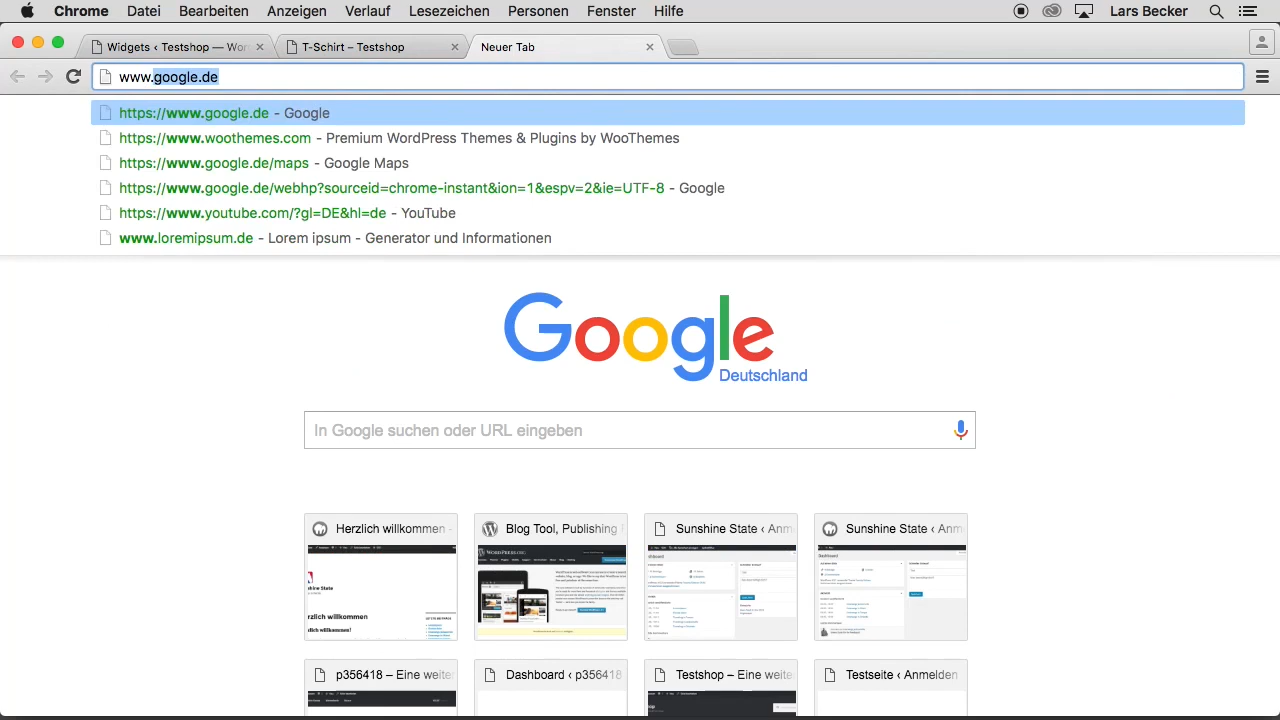 Chrome Datei Bearbeiten Anzeigen Verlauf Lesezeichen Personen Fenster Hilfe Lars Becker
Widgets ‹ Testshop — Wor T-Schirt – Testshop Neuer Tab
www.google.de
https://www.google.de - Google
https://www.woothemes.com - Premium WordPress Themes & Plugins by WooThemes
https://www.google.de/maps - Google Maps
https://www.google.de/webhp?sourceid=chrome-instant&ion=1&espv=2&ie=UTF-8 - Google
https://www.youtube.com/?gl=DE&hl=de - YouTube
www.loremipsum.de - Lorem ipsum - Generator und Informationen
Google
Deutschland
In Google suchen oder URL eingeben
Herzlich willkommen - Blog Tool, Publishing Sunshine State ‹ Anm Sunshine State ‹ Anm
Herzlich willkommen
p356418 – Eine weite Dashboard ‹ p356418 Testshop – Eine weite Testseite ‹ Anmelden